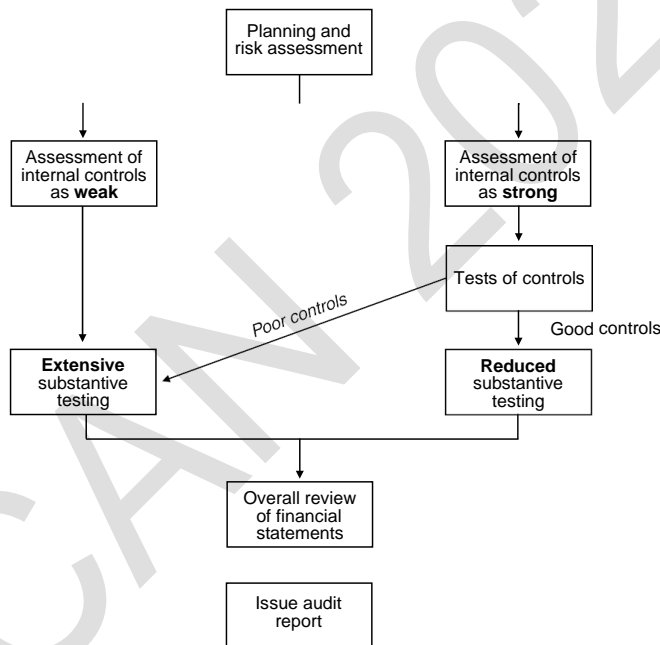 Planning and
risk assessment
Assessment of
internal controls
as weak
Assessment of
internal controls
as strong
Tests of controls
Poor controls
Good controls
Extensive
substantive
testing
Reduced
substantive
testing
Overall review
of financial
statements
Issue audit
report